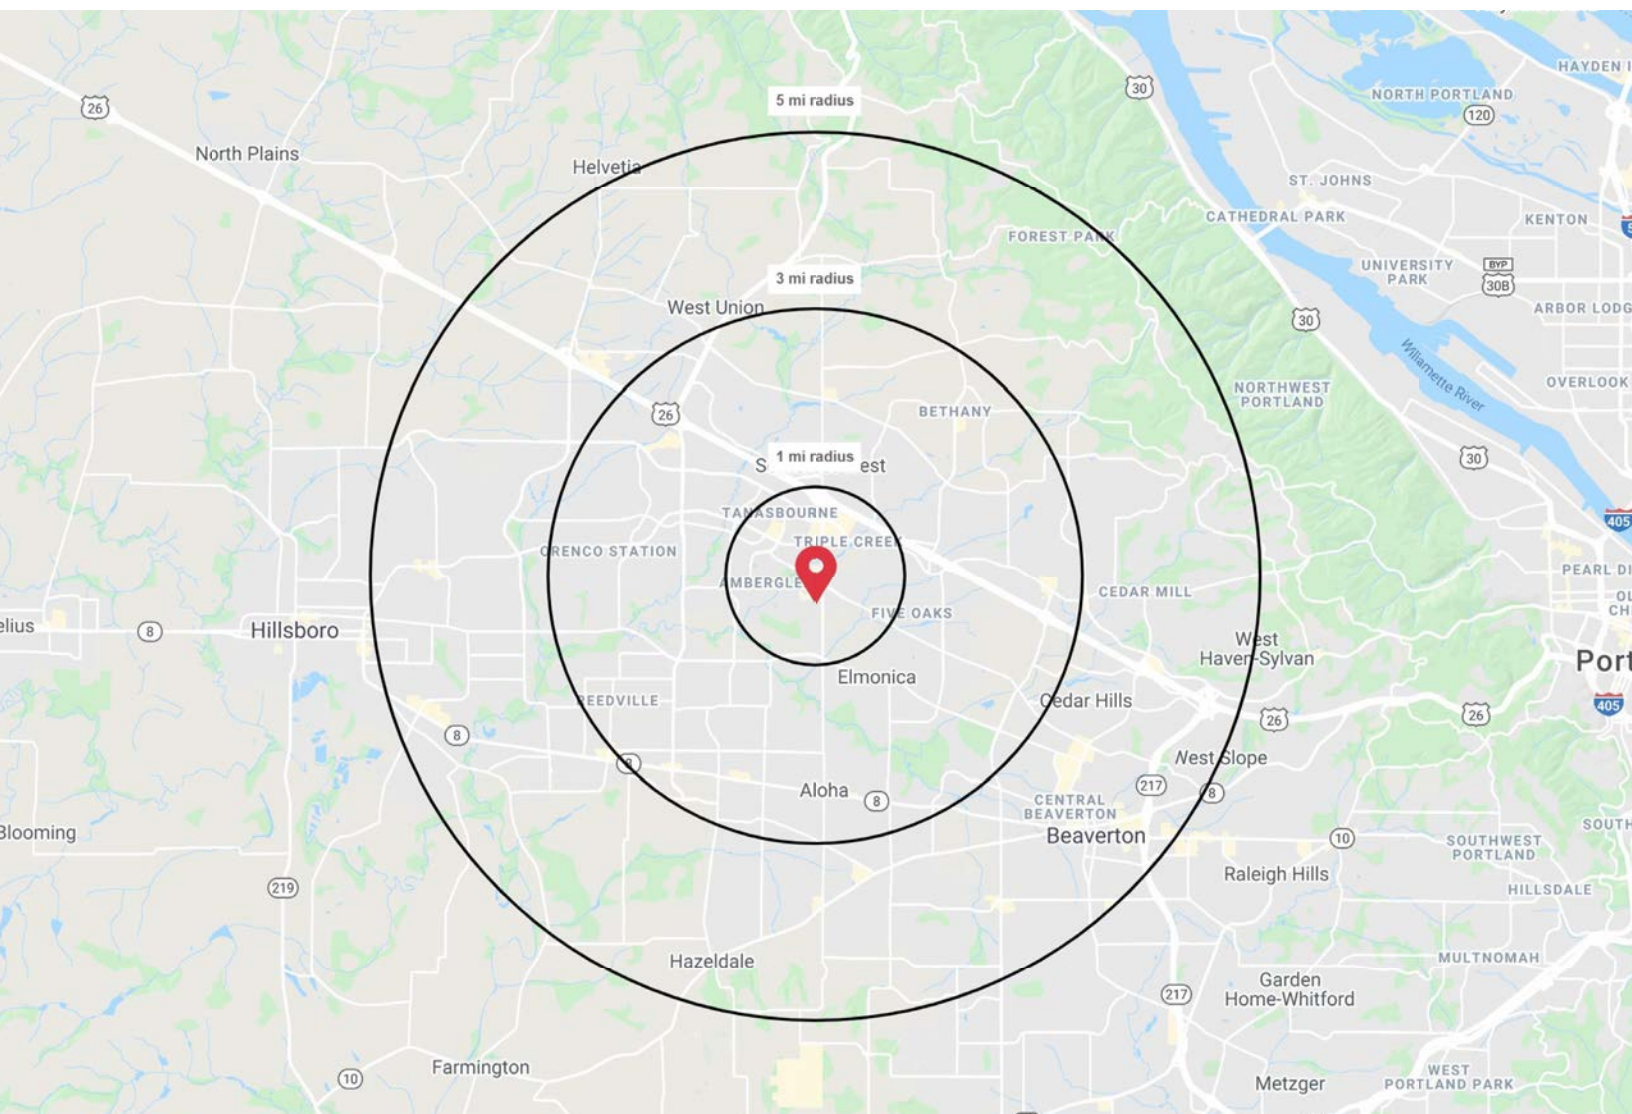 HAYDEN I
5 mi radius
30
NORTH PORTLAND
26
120
North Plains
Helvetia
ST. JOHNS
CATHEDRAL PARK
KENTON
5
FOREST PARK
UNIVERSITY
PARK
BYP
30B
3 mi radius
West Union
ARBOR LODG
30
Willamette River
OVERLOOK
NORTHWEST
PORTLAND
26
BETHANY
1 mi radius
S
est
30
TANASBOURNE
405
TRIPLE CREEK
ORENCO STATION
PEARL DI
AMBERGLE
CEDAR MILL
OL
CH
FIVE OAKS
elius
8
Hillsboro
West
Haven-Sylvan
Port
Elmonica
REEDVILLE
Cedar Hills
405
26
26
8
8
West Slope
217
8
Aloha
8
CENTRAL
BEAVERTON
Beaverton
Blooming
10
SOUTHWEST
PORTLAND
SOUTH
Raleigh Hills
219
HILLSDALE
Hazeldale
MULTNOMAH
Garden
Home-Whitford
217
Farmington
10
Metzger
WEST
PORTLAND PARK